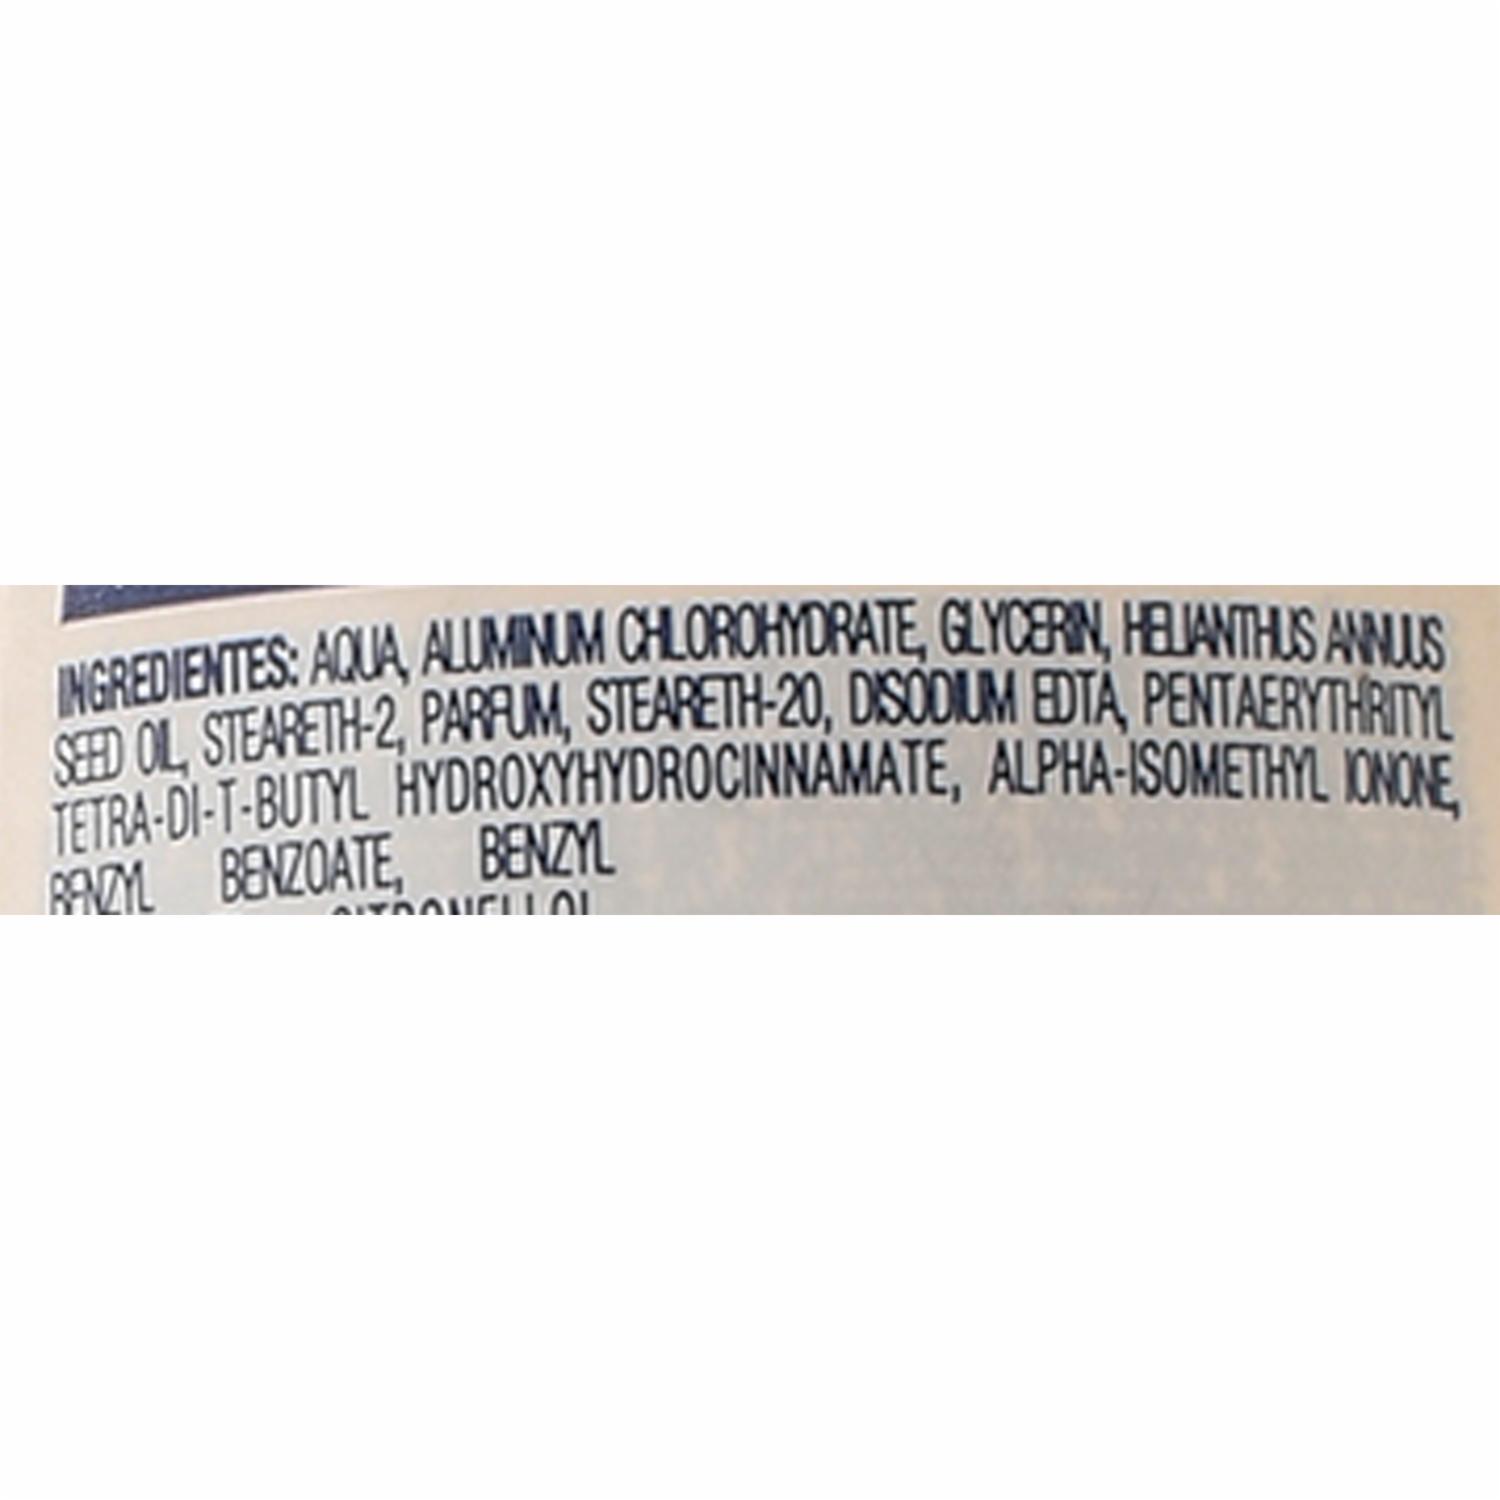 INGREDIENTES: AQUA, ALUMINUM CHLOROHYDRATE, GLYCERIN, HELIANTHUS ANNUUS
SEED OIL, STEARETH-2, PARFUM, STEARETH-20, DISODIUM EDTA, PENTAERYTHRITYL
TETRA-DI-T-BUTYL HYDROXYHYDROCINNAMATE, ALPHA-ISOMETHYL IONONE,
BENZYL BENZOATE, BENZYL
CITRONELLOL